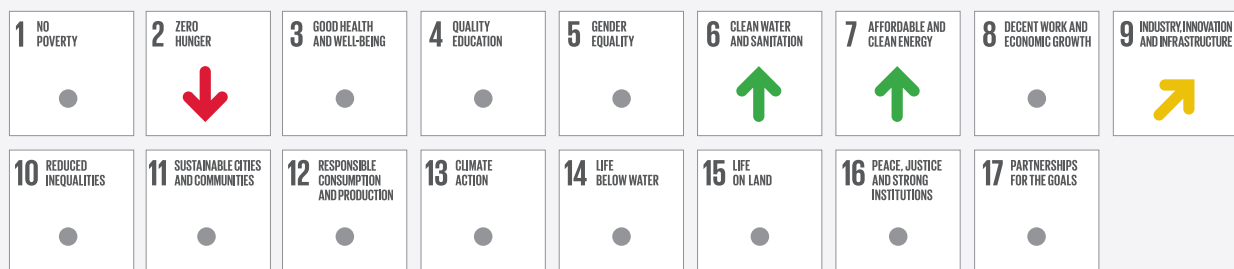 1 NO
POVERTY
2 ZERO
HUNGER
3 GOOD HEALTH
AND WELL-BEING
4 QUALITY
EDUCATION
5 GENDER
EQUALITY
6 CLEAN WATER
AND SANITATION
7 AFFORDABLE AND
CLEAN ENERGY
8 DECENT WORK AND
ECONOMIC GROWTH
9 INDUSTRY, INNOVATION
AND INFRASTRUCTURE
10 REDUCED
INEQUALITIES
11 SUSTAINABLE CITIES
AND COMMUNITIES
12 RESPONSIBLE
CONSUMPTION
AND PRODUCTION
13 CLIMATE
ACTION
14 LIFE
BELOW WATER
15 LIFE
ON LAND
16 PEACE, JUSTICE
AND STRONG
INSTITUTIONS
17 PARTNERSHIPS
FOR THE GOALS